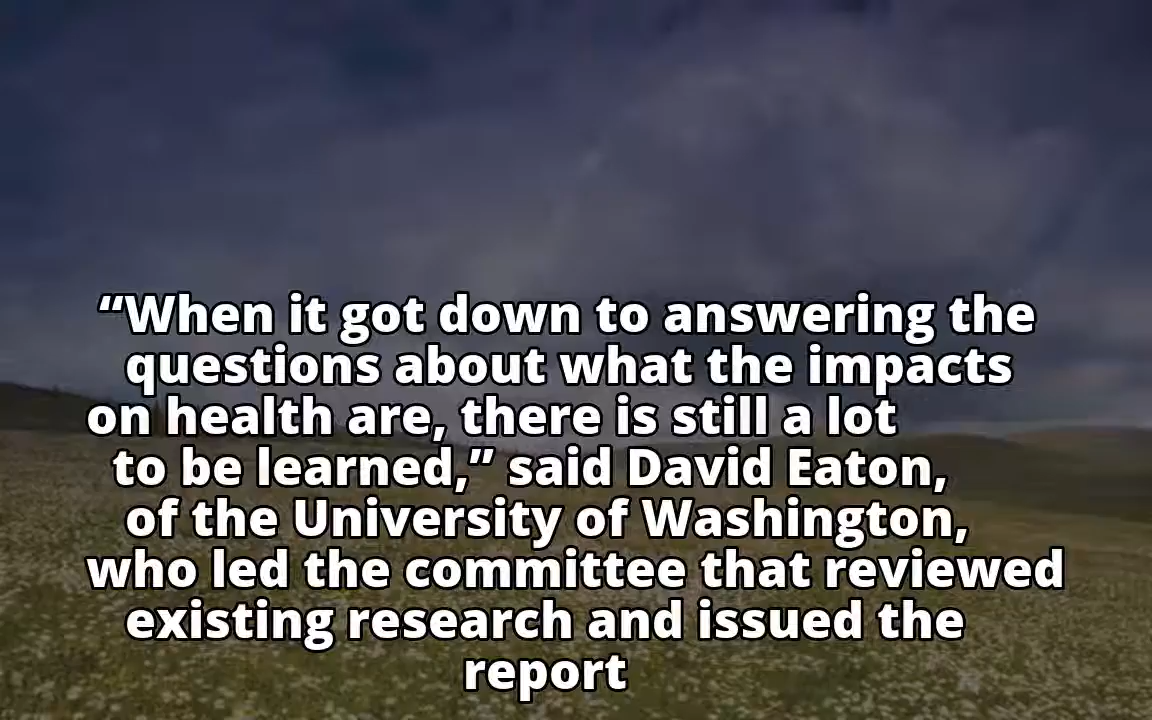 “When it got down to answering the
questions about what the impacts
on health are, there is still a lot
to be learned,” said David Eaton,
of the University of Washington,
who led the committee that reviewed
existing research and issued the
report